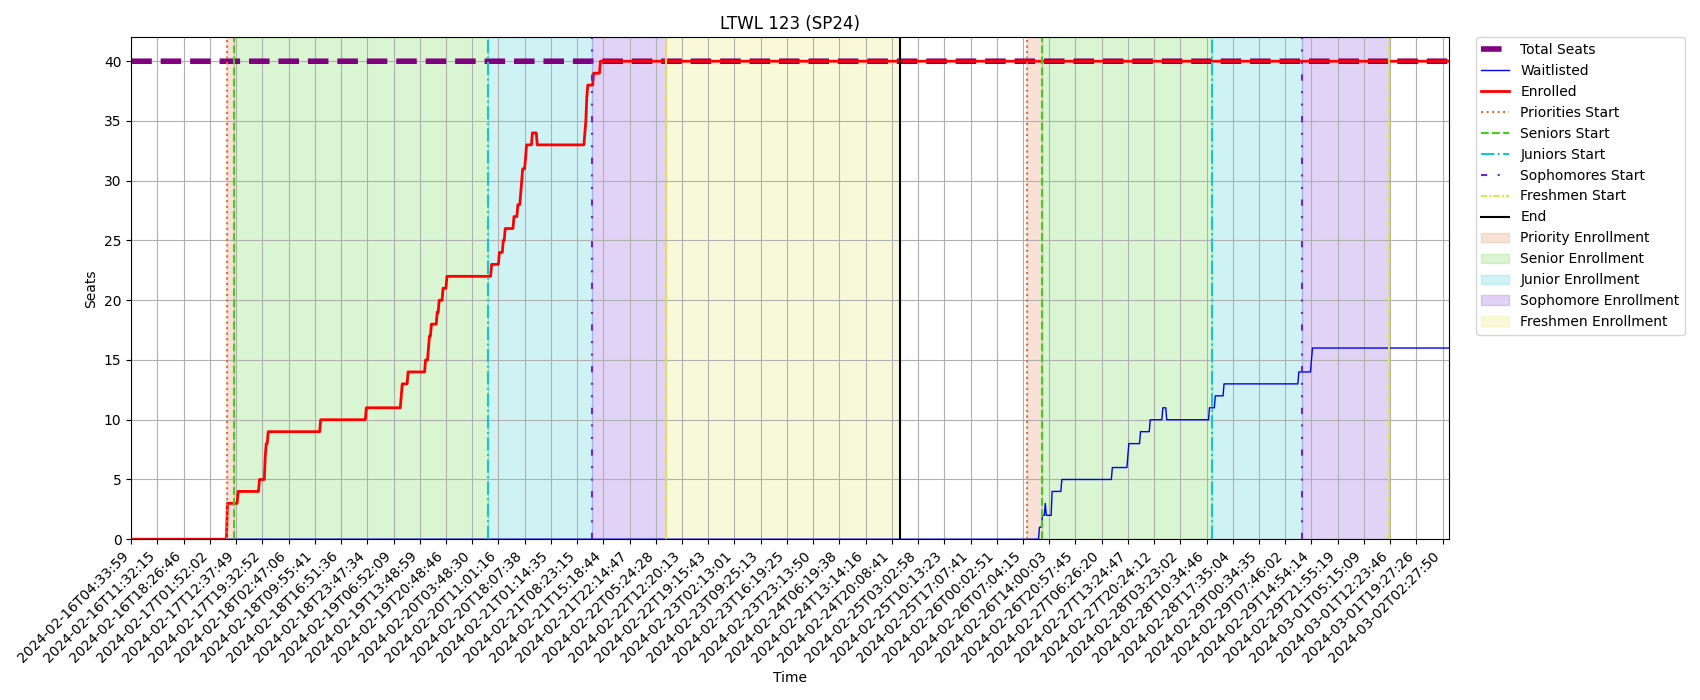 LTWL 123 (SP24)
Total Seats
Waitlisted
Enrolled
Priorities Start
Seniors Start
Juniors Start
Sophomores Start
Freshmen Start
End
Priority Enrollment
Senior Enrollment
Junior Enrollment
Sophomore Enrollment
Freshmen Enrollment
Seats
40
35
30
25
20
15
10
5
0
2024-02-16T04:33:59
2024-02-16T11:32:15
2024-02-16T18:26:46
2024-02-17T01:52:02
2024-02-17T12:37:49
2024-02-17T19:32:52
2024-02-18T02:47:06
2024-02-18T09:55:41
2024-02-18T16:51:36
2024-02-18T23:47:34
2024-02-19T06:52:09
2024-02-19T13:48:59
2024-02-19T20:48:46
2024-02-20T03:48:30
2024-02-20T11:01:16
2024-02-20T18:07:38
2024-02-21T01:14:35
2024-02-21T08:23:15
2024-02-21T15:18:44
2024-02-21T22:14:47
2024-02-22T05:24:28
2024-02-22T12:20:13
2024-02-22T19:15:43
2024-02-23T02:13:01
2024-02-23T09:25:13
2024-02-23T16:19:25
2024-02-23T23:13:50
2024-02-24T06:19:38
2024-02-24T13:14:16
2024-02-24T20:08:41
2024-02-25T03:02:58
2024-02-25T10:13:23
2024-02-25T17:07:41
2024-02-26T00:02:51
2024-02-26T07:04:15
2024-02-26T14:00:03
2024-02-26T20:57:45
2024-02-27T06:26:20
2024-02-27T13:24:47
2024-02-27T20:24:12
2024-02-28T03:23:02
2024-02-28T10:34:46
2024-02-28T17:35:04
2024-02-29T00:34:35
2024-02-29T07:46:02
2024-02-29T14:54:14
2024-02-29T21:55:19
2024-03-01T05:15:09
2024-03-01T12:23:46
2024-03-01T19:27:26
2024-03-02T02:27:50
Time